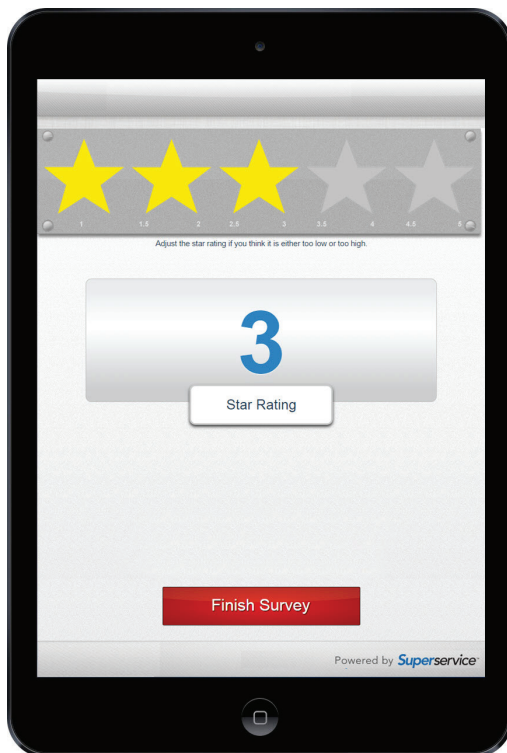 1 1.5 2 2.5 3 3.5 4 4.5 5
Adjust the star rating if you think it is either too low or too high.
3
Star Rating
Finish Survey
Powered by Superservice